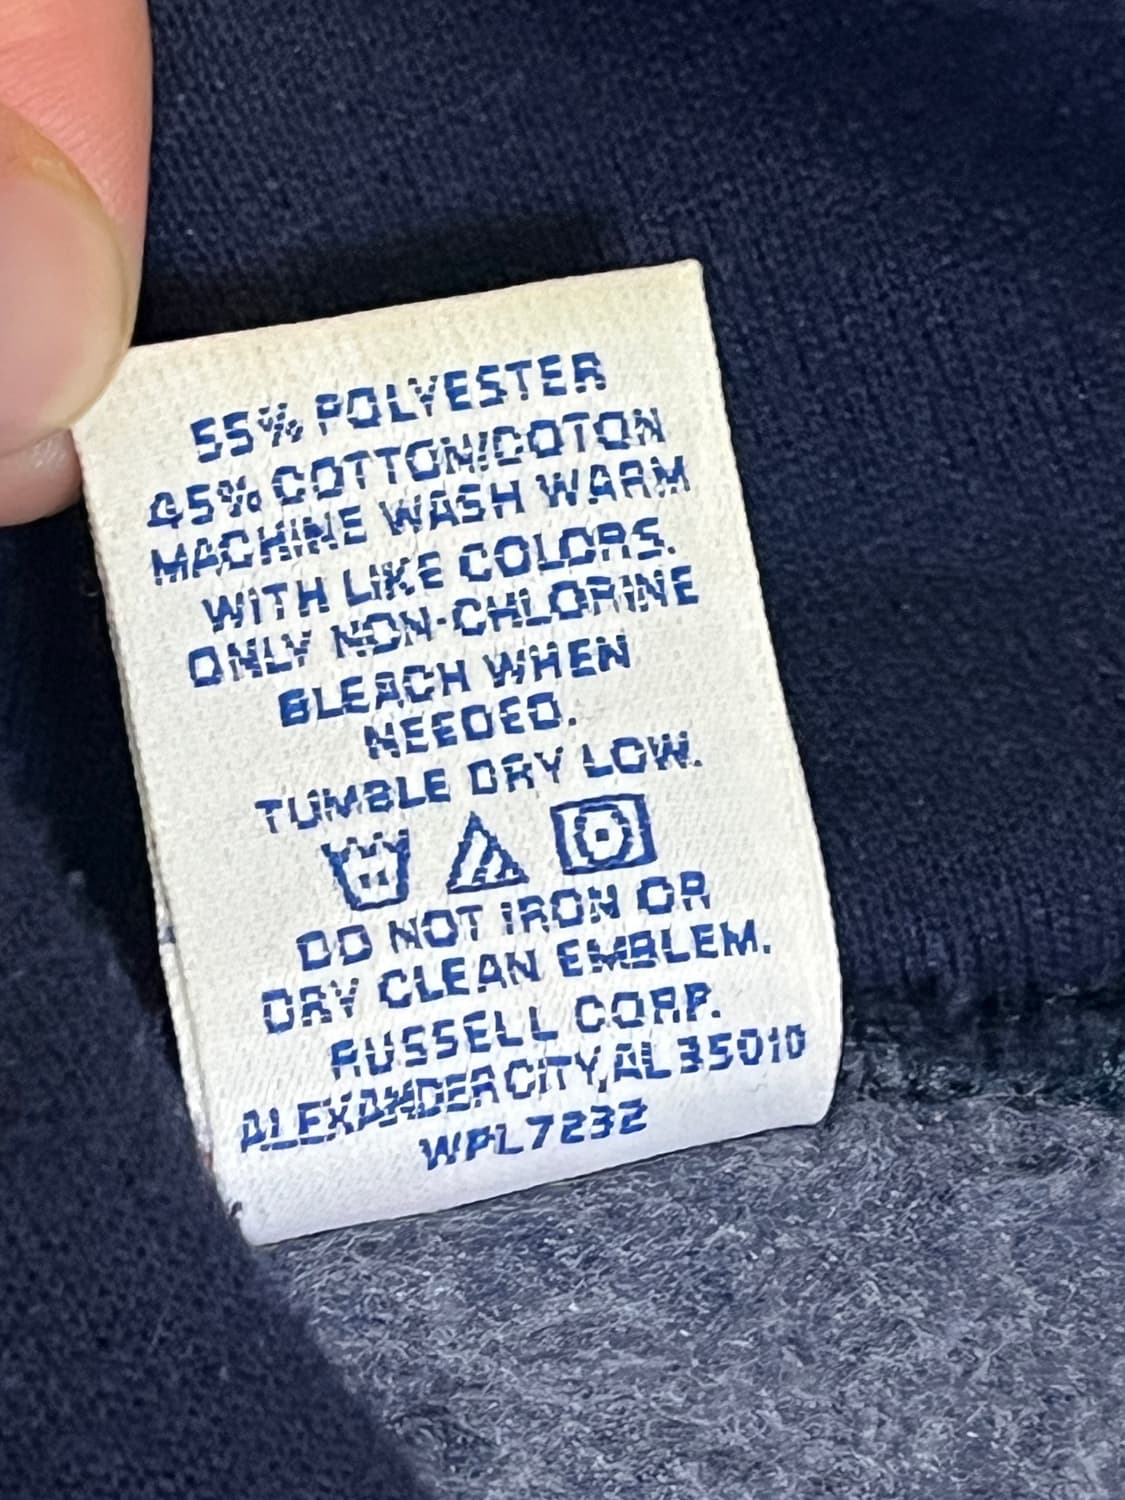 55% POLYESTER
45% COTTON/COTON
MACHINE WASH WARM
WITH LIKE COLORS.
ONLY NON-CHLORINE
BLEACH WHEN
NEEDED.
TUMBLE DRY LOW.
DO NOT IRON OR
DRY CLEAN EMBLEM.
RUSSELL CORP.
ALEXANDER CITY, AL 35010
WPL7232